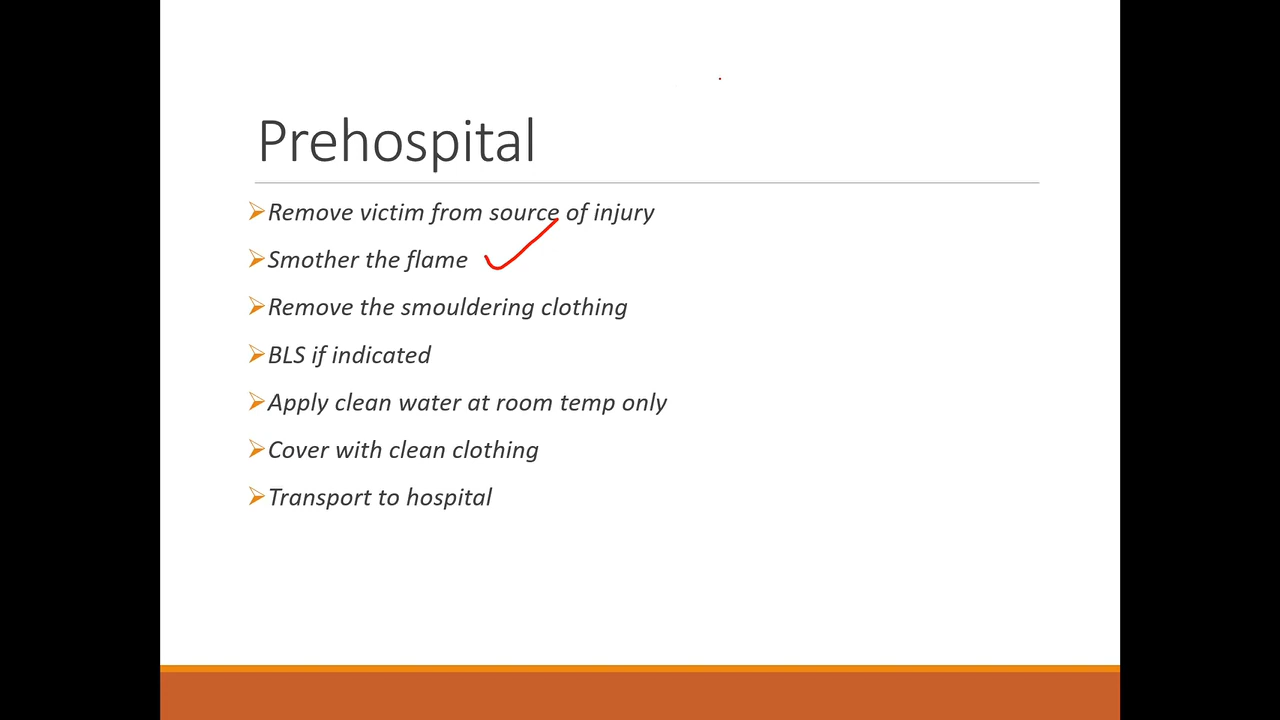 Prehospital
Remove victim from source of injury
Smother the flame
Remove the smouldering clothing
BLS if indicated
Apply clean water at room temp only
Cover with clean clothing
Transport to hospital